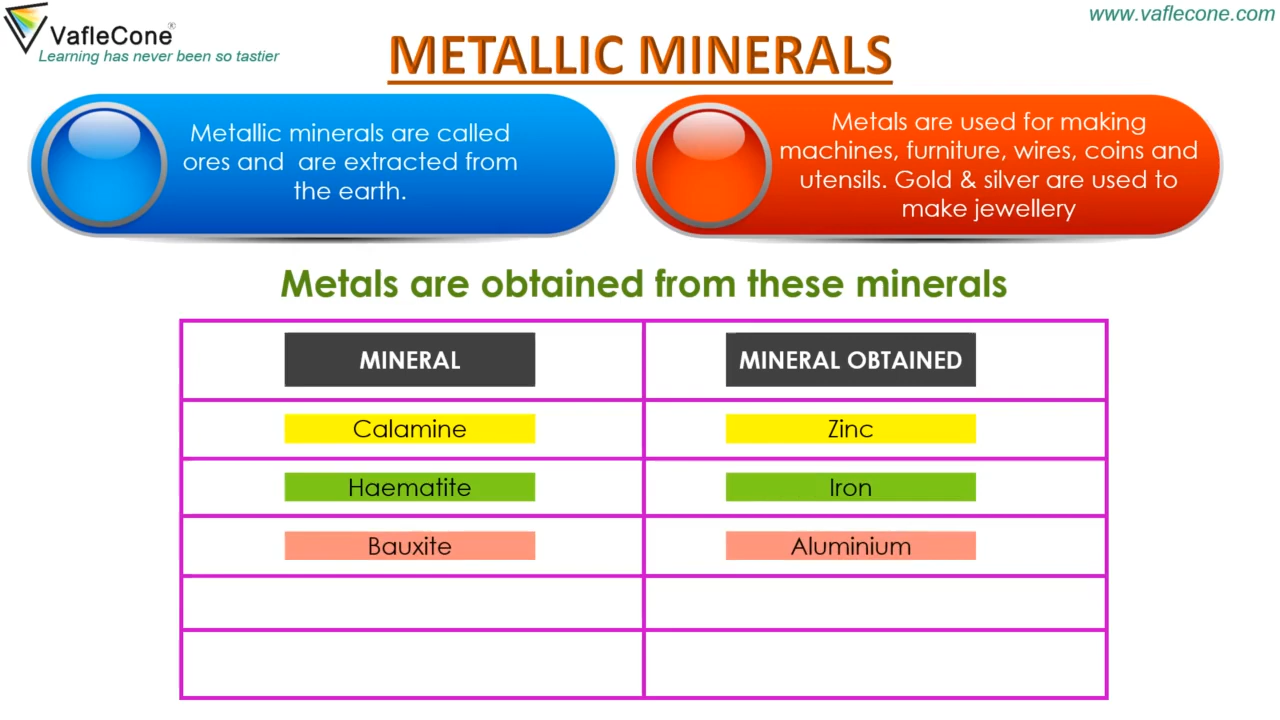 www.vaflecone.com
VafleCone®
Learning has never been so tastier
METALLIC MINERALS
Metallic minerals are called
ores and are extracted from
the earth.
Metals are used for making
machines, furniture, wires, coins and
utensils. Gold & silver are used to
make jewellery
Metals are obtained from these minerals
MINERAL
MINERAL OBTAINED
Calamine
Zinc
Haematite
Iron
Bauxite
Aluminium